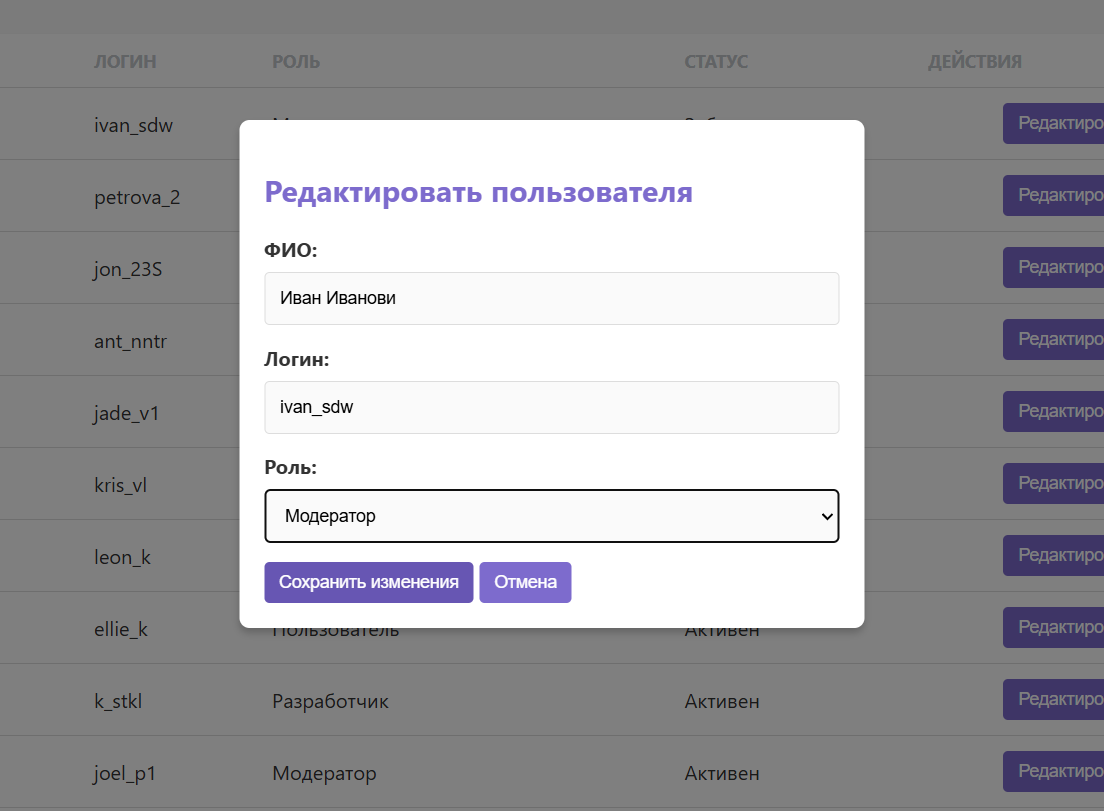 ЛОГИН РОЛЬ СТАТУС ДЕЙСТВИЯ
ivan_sdw Редактиро
petrova_2 Редактиро
Редактировать пользователя
ФИО:
jon_23S Редактиро
Иван Иванови
ant_nntr Редактиро
Логин:
jade_v1 ivan_sdw Редактиро
Роль:
kris_vl Редактиро
Модератор
leon_k Редактиро
Сохранить изменения Отмена
ellie_k Пользователь Активен Редактиро
k_stkl Разработчик Активен Редактиро
joel_p1 Модератор Активен Редактиро